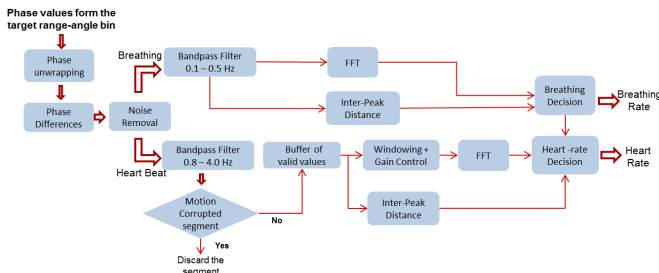 Phase values form the
target range-angle bin
Phase
unwrapping
Phase
Differences
Noise
Removal
Breathing
Bandpass Filter
0.1 – 0.5 Hz
FFT
Inter-Peak
Distance
Breathing
Decision
Breathing
Rate
Heart Beat
Bandpass Filter
0.8 – 4.0 Hz
Buffer of
valid values
Windowing +
Gain Control
FFT
Heart -rate
Decision
Heart
Rate
Inter-Peak
Distance
Motion
Corrupted
segment
No
Yes
Discard the
segment